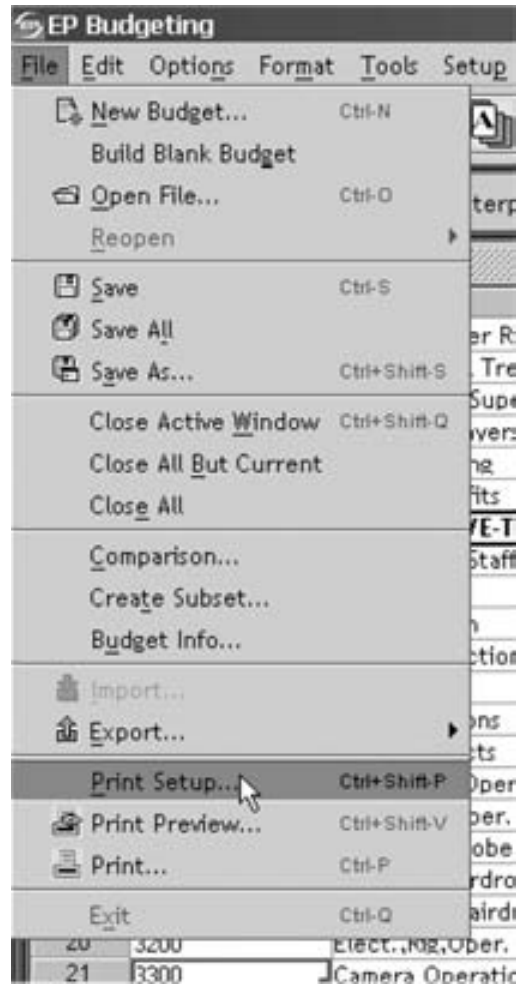 EP Budgeting
File Edit Options Format Tools Setup
New Budget... Ctrl-N
Build Blank Budget
Open File... Ctrl-O
Reopen
Save Ctrl-S
Save All
Save As... Ctrl+Shift-S
Close Active Window Ctrl+Shift-Q
Close All But Current
Close All
Comparison...
Create Subset...
Budget Info...
Import...
Export...
Print Setup... Ctrl+Shift-P
Print Preview... Ctrl+Shift-V
Print... Ctrl-P
Exit Ctrl-Q
20 3200 Elect.,Rig,Oper.
21 3300 Camera Operatio